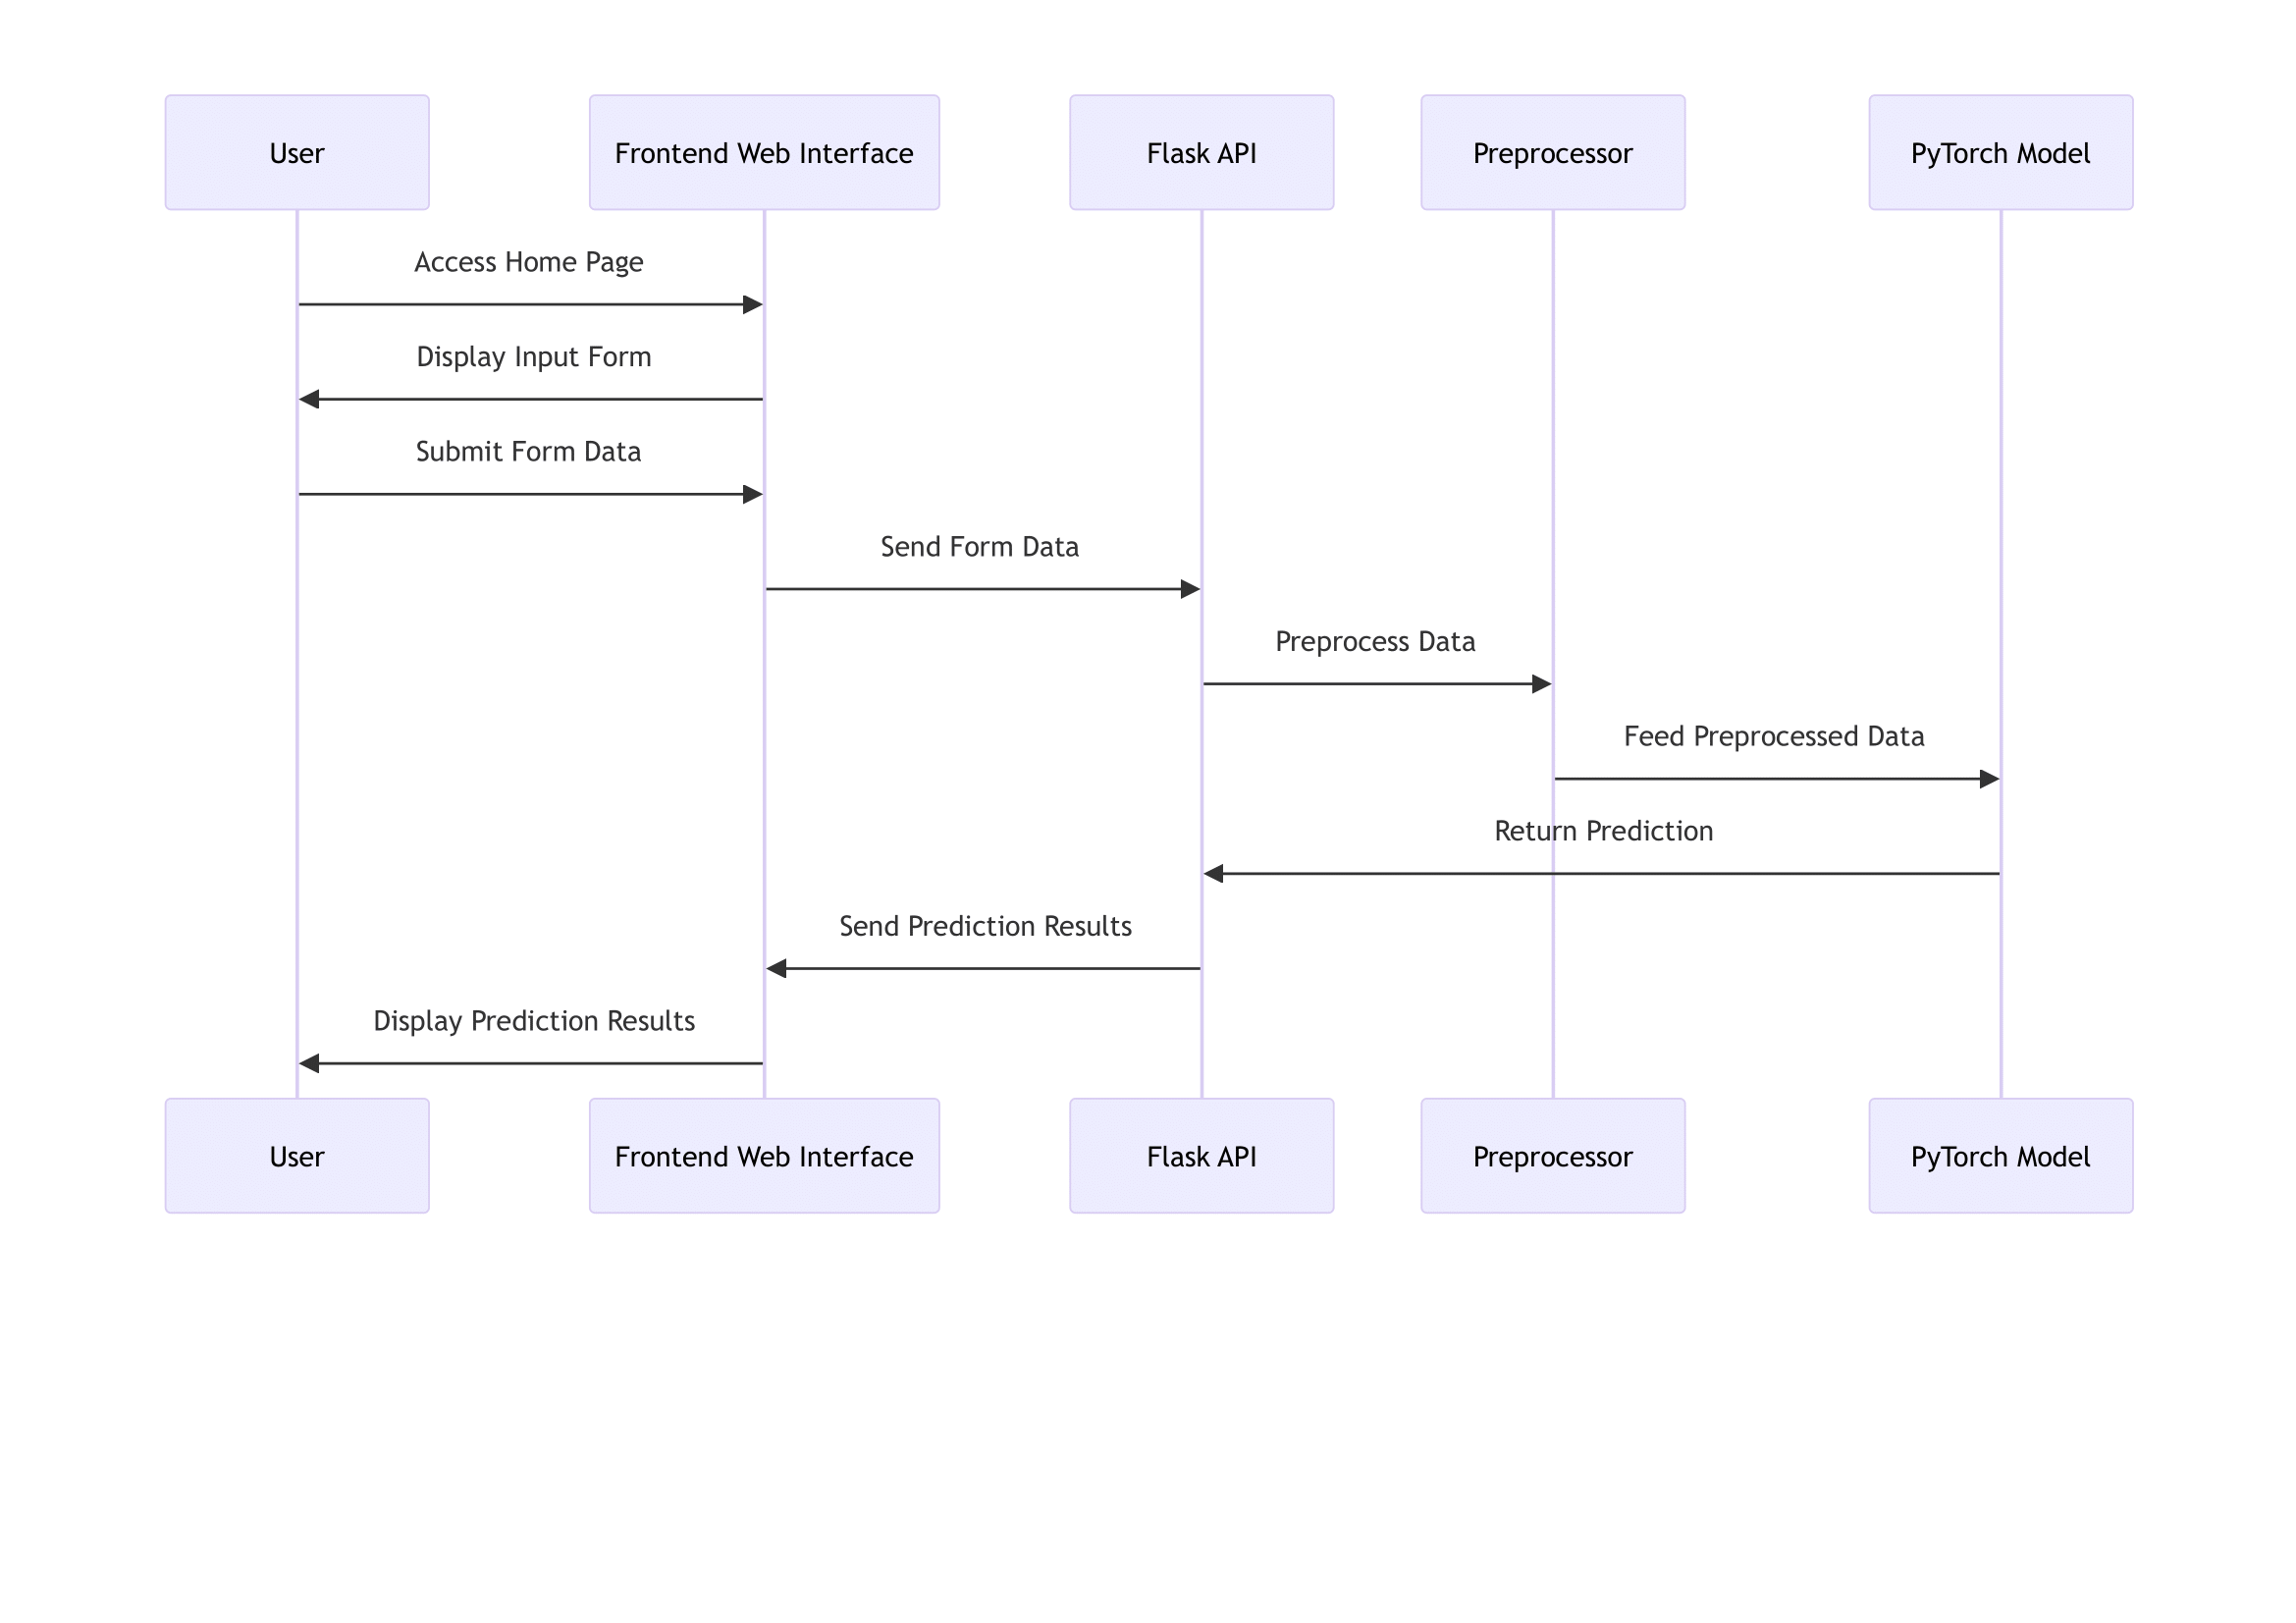 User
Frontend Web Interface
Flask API
Preprocessor
PyTorch Model
Access Home Page
Display Input Form
Submit Form Data
Send Form Data
Preprocess Data
Feed Preprocessed Data
Return Prediction
Send Prediction Results
Display Prediction Results
User
Frontend Web Interface
Flask API
Preprocessor
PyTorch Model